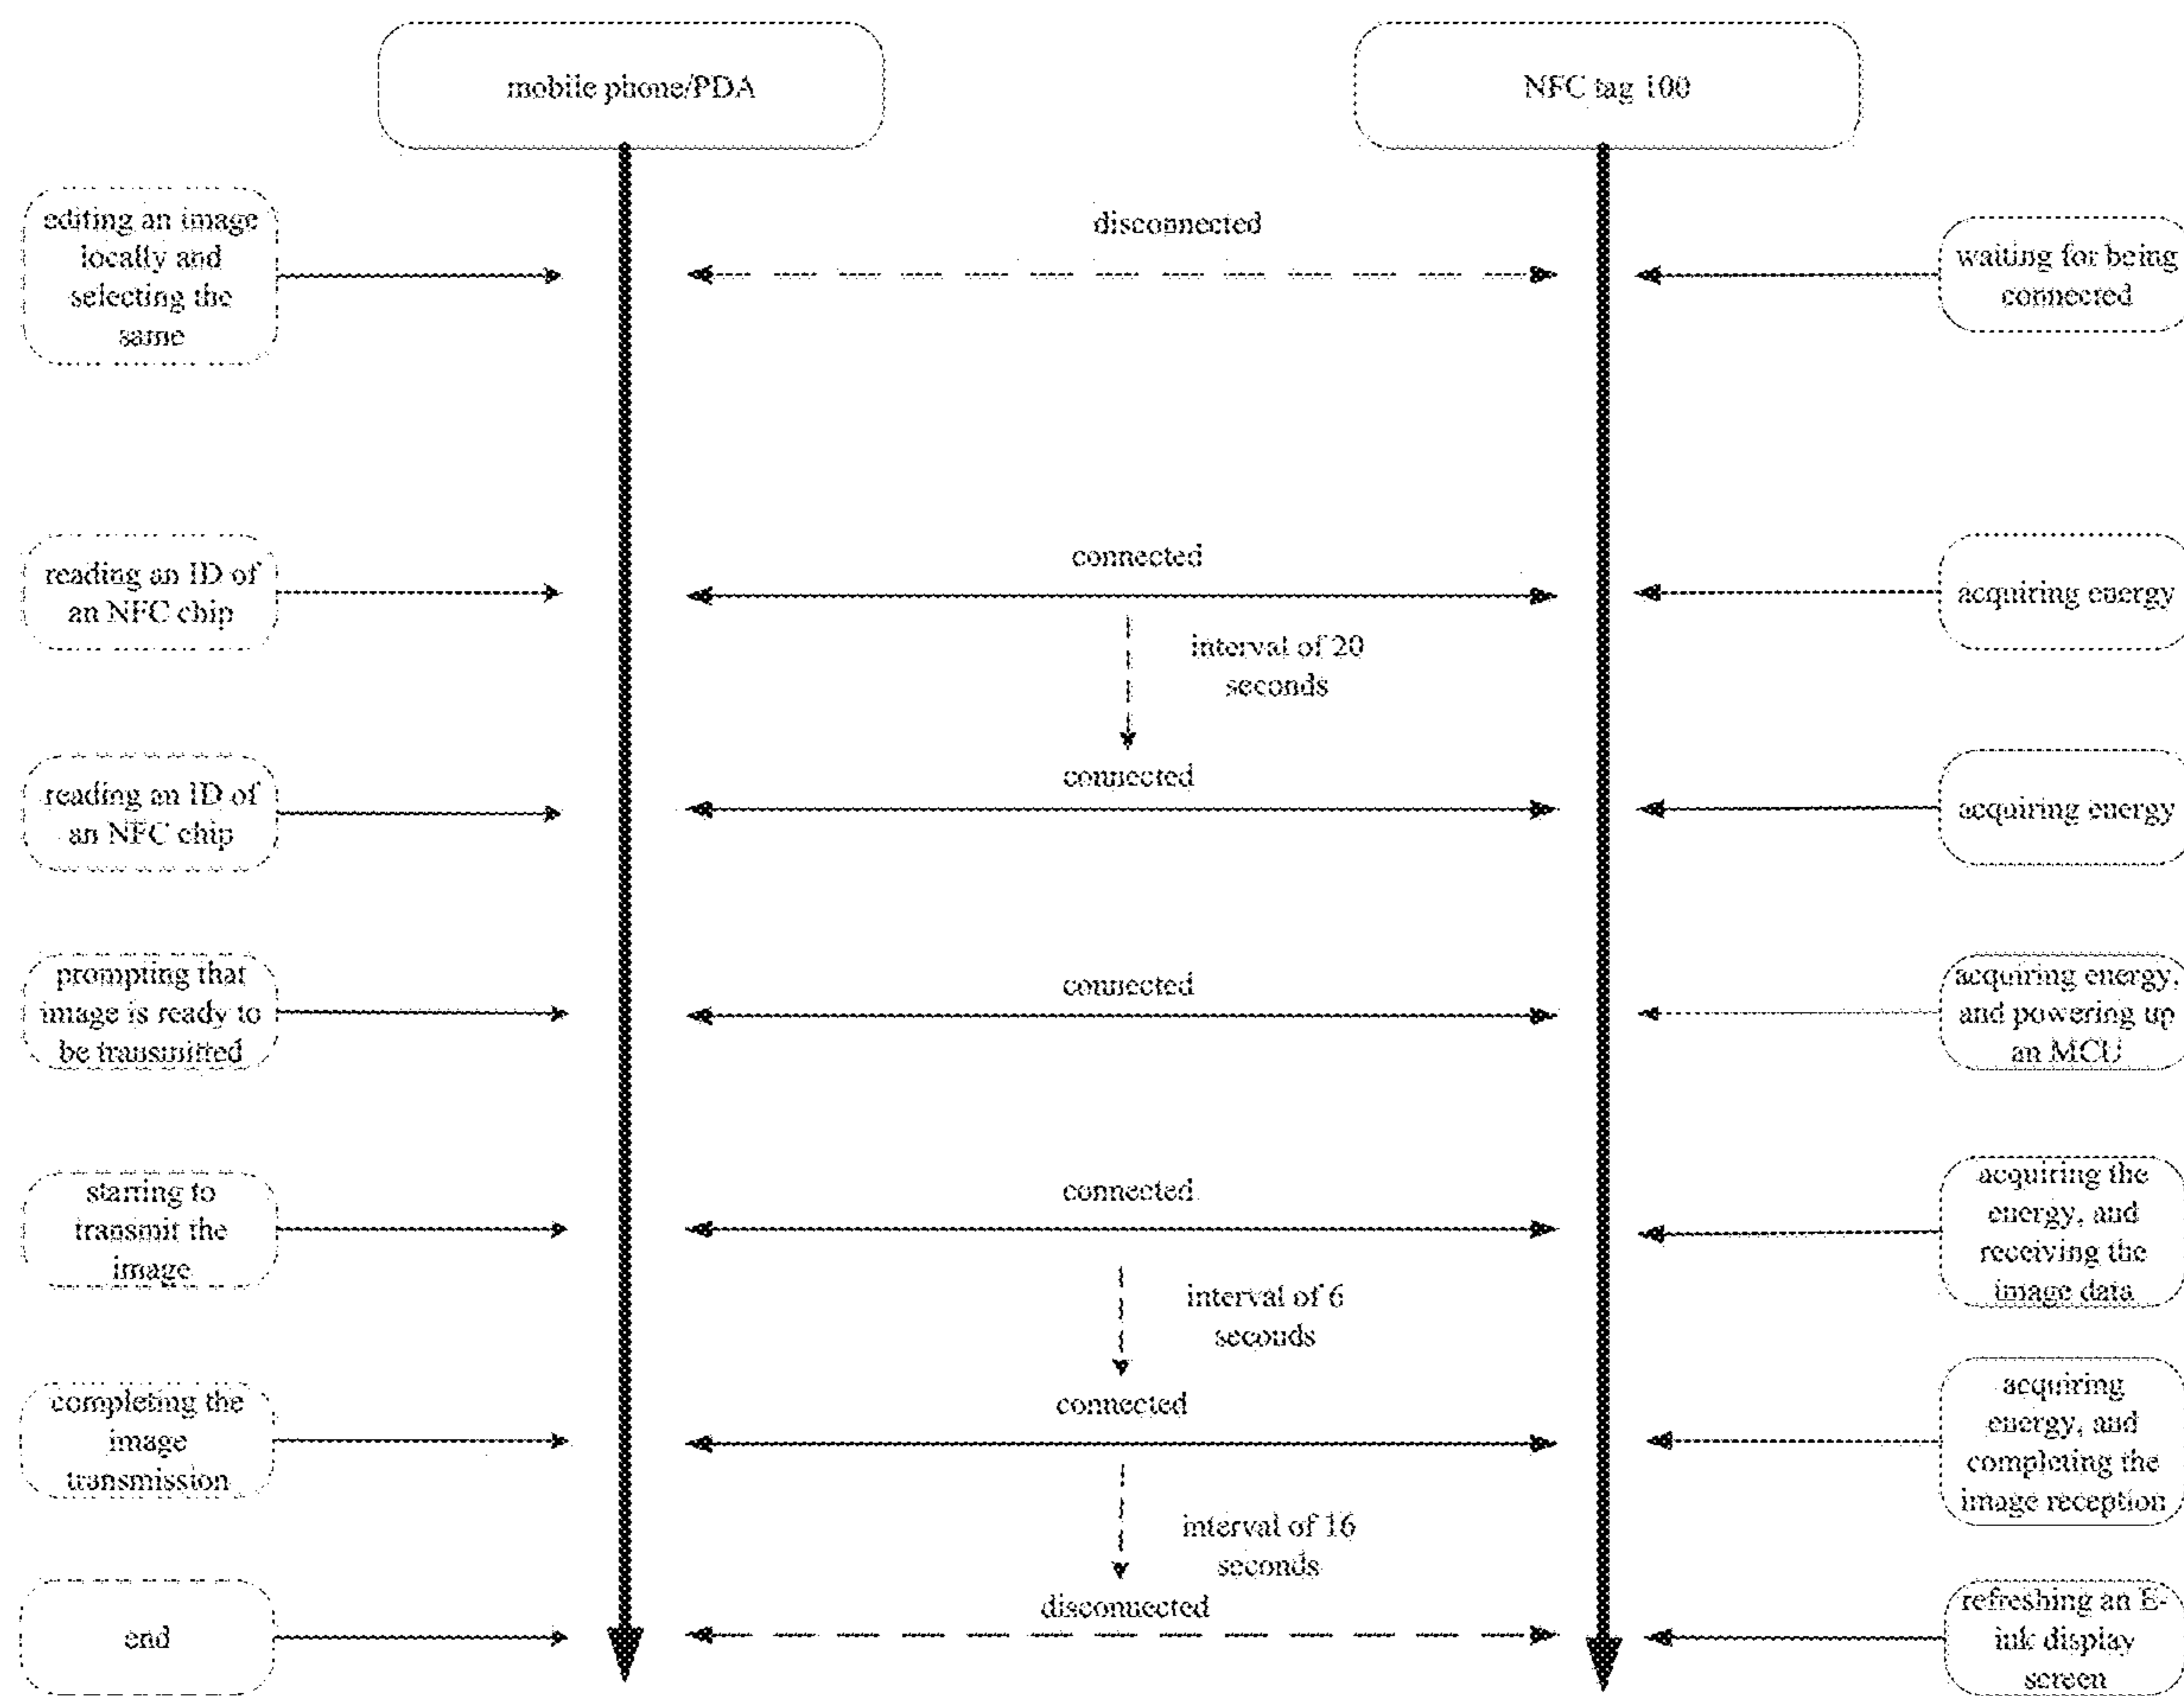 mobile phone/PDA
NFC tag 100
editing an image
locally and
selecting the
same
disconnected
waiting for being
connected
reading an ID of
an NFC chip
connected
acquiring energy
interval of 20
seconds
reading an ID of
an NFC chip
connected
acquiring energy
prompting that
image is ready to
be transmitted
connected
acquiring energy,
and powering up
an MCU
starting to
transmit the
image
connected
acquiring the
energy, and
receiving the
image data
interval of 6
seconds
completing the
image
transmission
connected
acquiring
energy, and
completing the
image reception
interval of 16
seconds
end
disconnected
refreshing an E-
ink display
screen